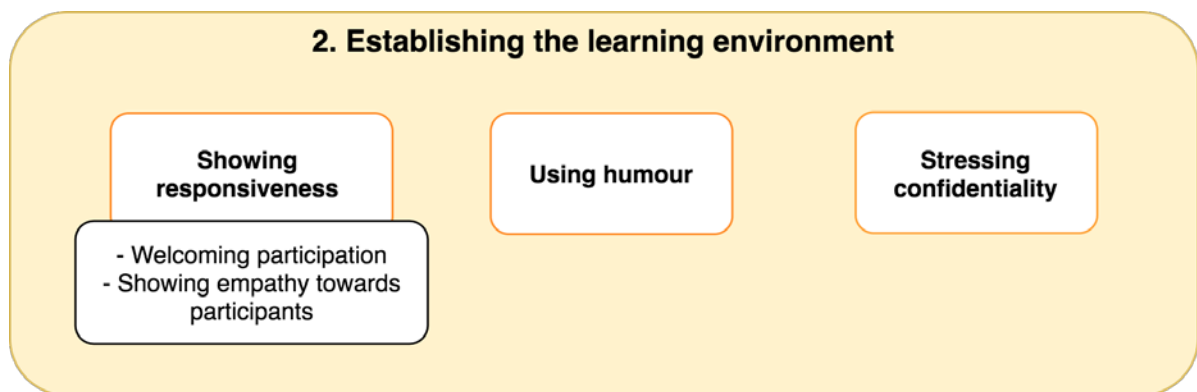 2. Establishing the learning environment
Showing
responsiveness
- Welcoming participation
- Showing empathy towards
participants
Using humour
Stressing
confidentiality